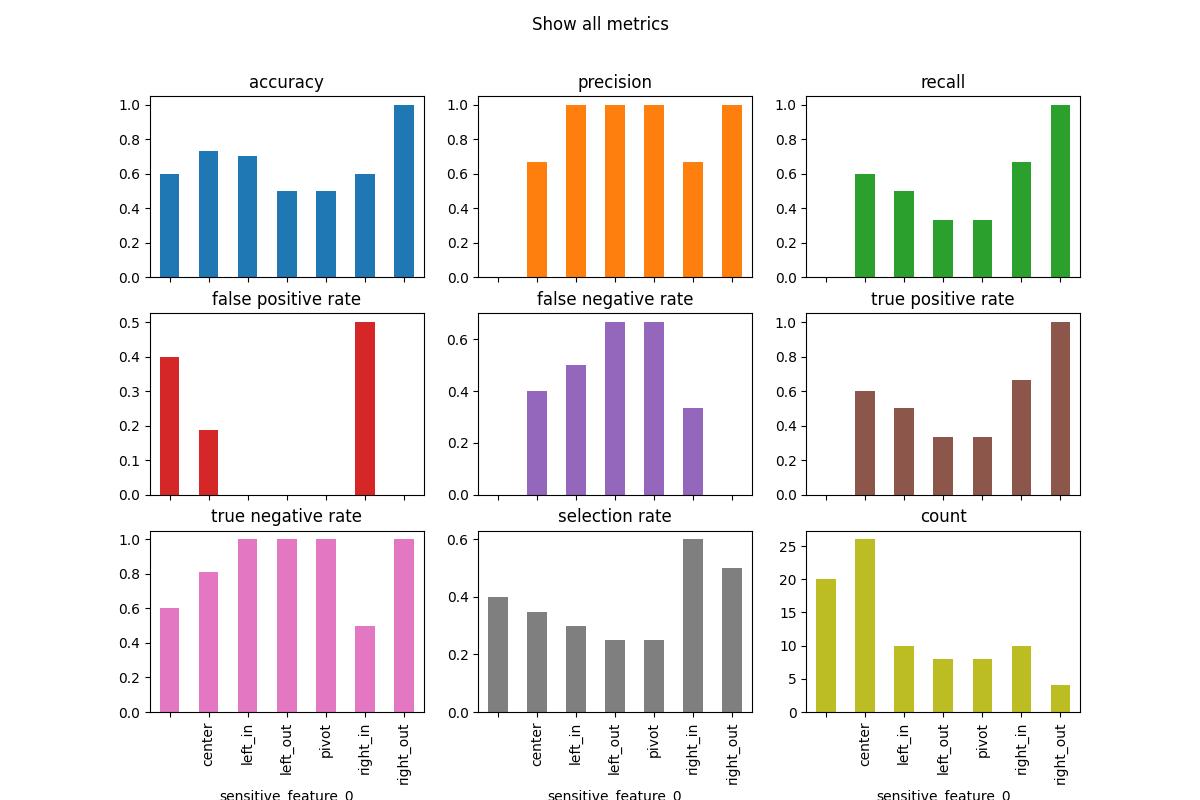 Show all metrics
accuracy
precision
recall
1.0
0.8
0.6
0.4
0.2
0.0
1.0
0.8
0.6
0.4
0.2
0.0
1.0
0.8
0.6
0.4
0.2
0.0
false positive rate
false negative rate
true positive rate
0.5
0.4
0.3
0.2
0.1
0.0
0.6
0.4
0.2
0.0
1.0
0.8
0.6
0.4
0.2
0.0
true negative rate
selection rate
count
1.0
0.8
0.6
0.4
0.2
0.0
0.6
0.4
0.2
0.0
25
20
15
10
5
0
center
left_in
left_out
pivot
right_in
right_out
center
left_in
left_out
pivot
right_in
right_out
center
left_in
left_out
pivot
right_in
right_out
sensitive_feature_0
sensitive_feature_0
sensitive_feature_0